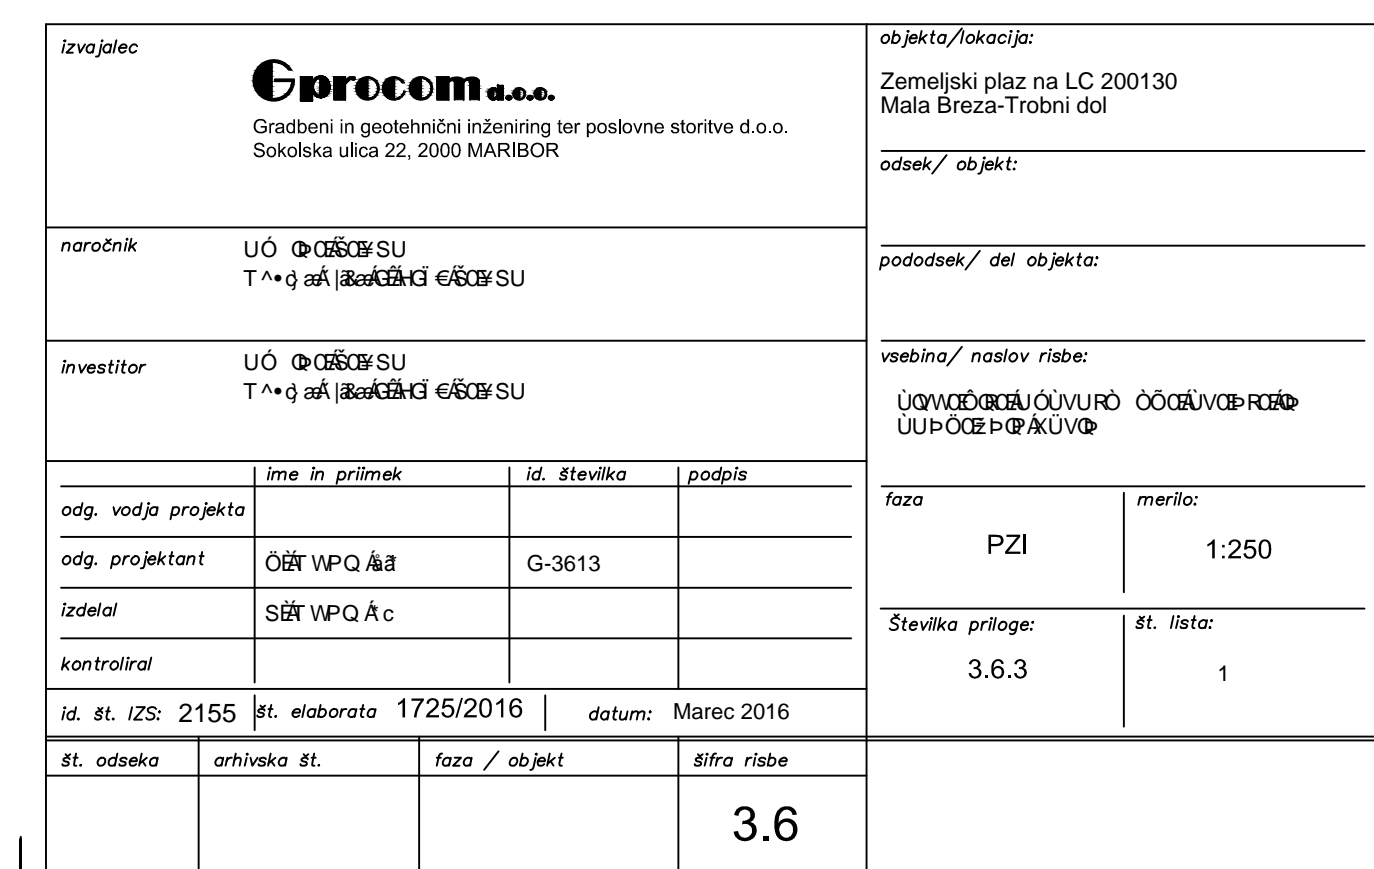 izvajalec
Gprocom d.o.o.
Gradbeni in geotehnični inženiring ter poslovne storitve d.o.o.
Sokolska ulica 22, 2000 MARIBOR
naročnik
investitor
ime in priimek id. številka podpis
odg. vodja projekta
odg. projektant G-3613
izdelal
kontroliral
id. št. IZS: 2155 št. elaborata 1725/2016 datum: Marec 2016
št. odseka arhivska št. faza / objekt šifra risbe
3.6
objekta/lokacija:
Zemeljski plaz na LC 200130
Mala Breza-Trobni dol
odsek/ objekt:
pododsek/ del objekta:
vsebina/ naslov risbe:
faza merilo:
PZI 1:250
Številka priloge: št. lista:
3.6.3 1